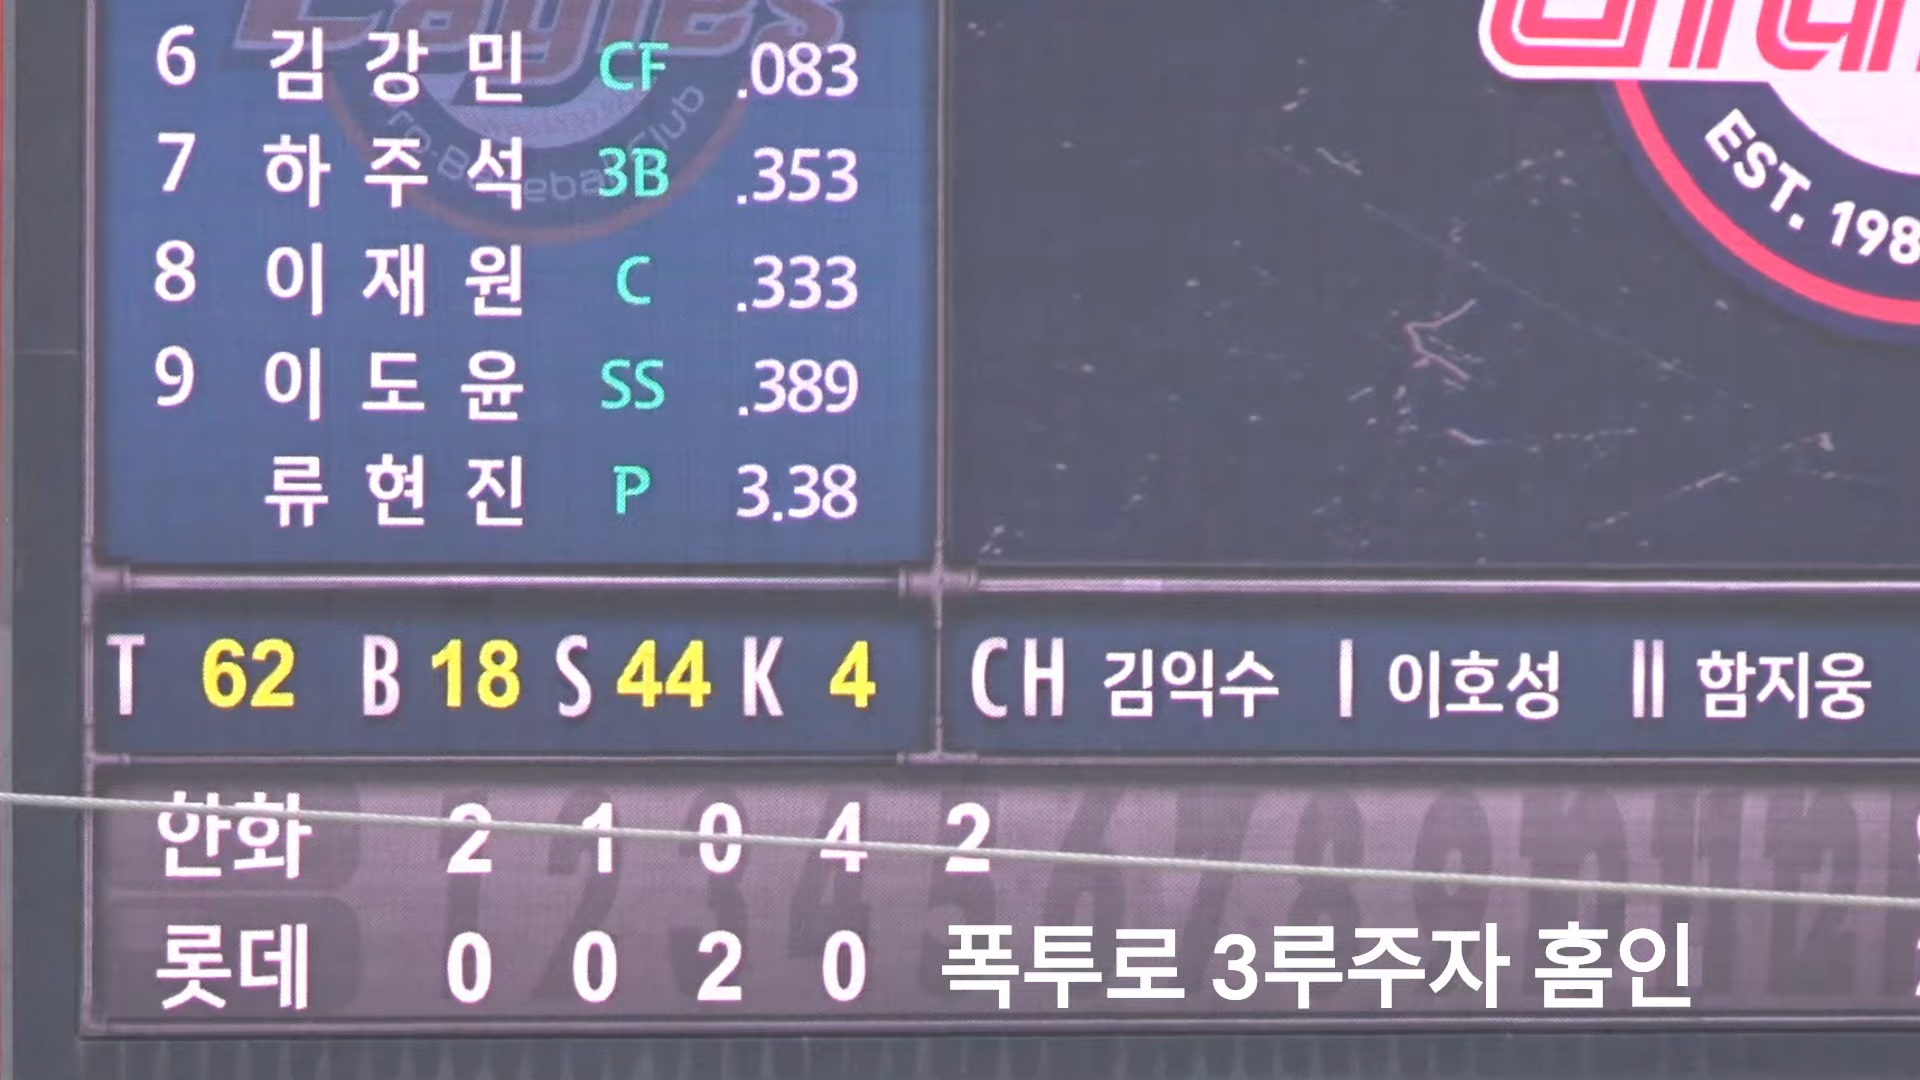 6 김강민 CF .083
7 하주석 3B .353
8 이재원 C .333
9 이도윤 SS .389
류현진 P 3.38
EST. 198
T 62 B 18 S 44 K 4
CH 김익수 I 이호성 II 함지웅
한화 2 1 0 4 2
롯데 0 0 2 0 폭투로 3루주자 홈인